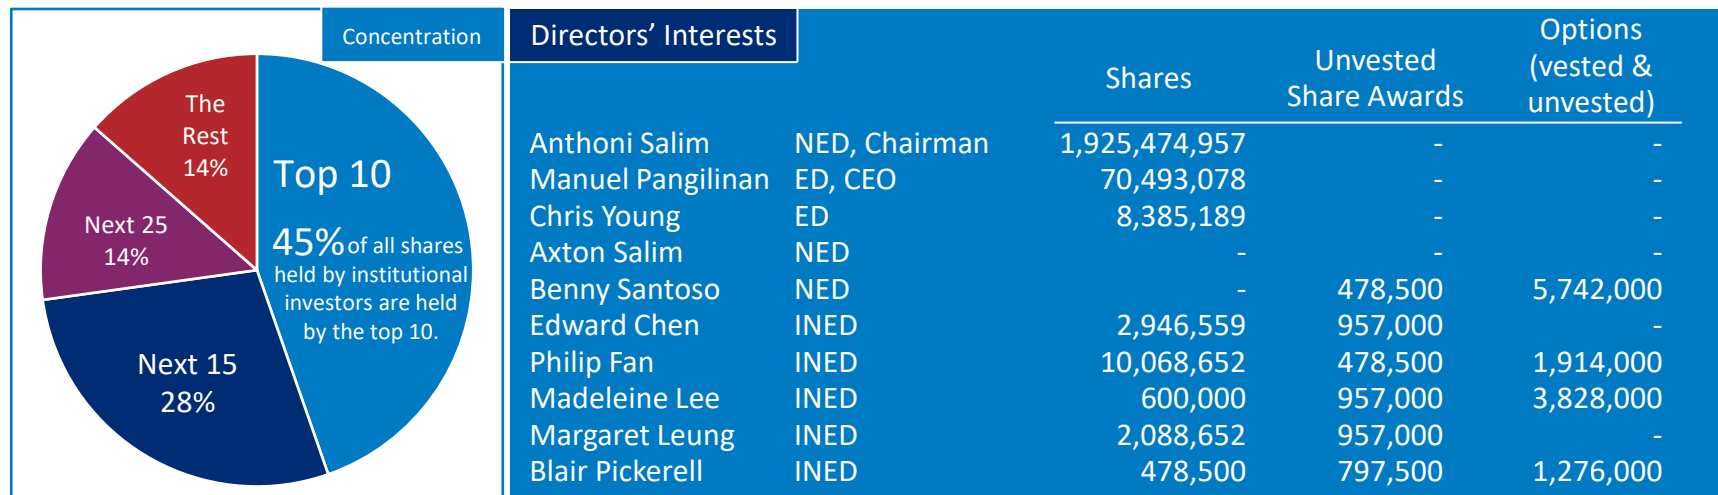 Concentration
The
Rest
14%
Top 10
45% of all shares
held by institutional
investors are held
by the top 10.
Next 25
14%
Next 15
28%
Directors’ Interests
Shares
Unvested
Share Awards
Options
(vested &
unvested)
Anthoni Salim NED, Chairman 1,925,474,957 - -
Manuel Pangilinan ED, CEO 70,493,078 - -
Chris Young ED 8,385,189 - -
Axton Salim NED - - -
Benny Santoso NED - 478,500 5,742,000
Edward Chen INED 2,946,559 957,000 -
Philip Fan INED 10,068,652 478,500 1,914,000
Madeleine Lee INED 600,000 957,000 3,828,000
Margaret Leung INED 2,088,652 957,000 -
Blair Pickerell INED 478,500 797,500 1,276,000